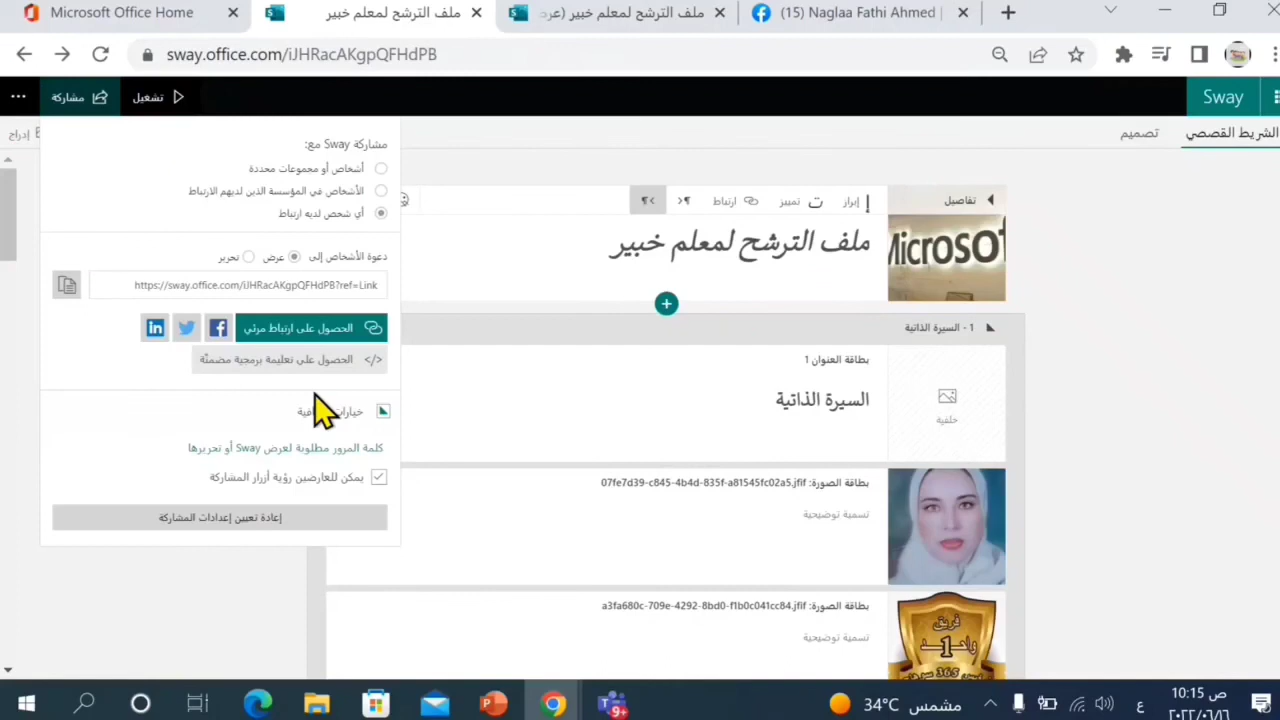 Microsoft Office Home
ملف الترشح لمعلم خبير
ملف الترشح لمعلم خبير (عرض
(15) Naglaa Fathi Ahmed |
sway.office.com/iJHRacAKgpQFHdPB
Sway
تشغيل
مشاركة
الشريط القصصي
تصميم
إدراج
مشاركة Sway مع:
أشخاص أو مجموعات محددة
الأشخاص في المؤسسة الذين لديهم الارتباط
أي شخص لديه ارتباط
دعوة الأشخاص إلى عرض تحرير
https://sway.office.com/iJHRacAKgpQFHdPB?ref=Link
الحصول على ارتباط مرئي
الحصول على تعليمة برمجية مضمنّة
خيارات
كلمة المرور مطلوبة لعرض Sway أو تحريرها
يمكن للعارضين رؤية أزرار المشاركة
إعادة تعيين إعدادات المشاركة
تفاصيل
إبراز تمييز ارتباط
Microsof
ملف الترشح لمعلم خبير
1 - السيرة الذاتية
بطاقة العنوان 1
السيرة الذاتية
خلفية
بطاقة الصورة: 07fe7d39-c845-4b4d-835f-a81545fc02a5.jfif
تسمية توضيحية
بطاقة الصورة: a3fa680c-709e-4292-8bd0-f1b0c041cc84.jfif
تسمية توضيحية
فريق
واحد
1
365
9+
34°C مشمس
ع
10:15 ص